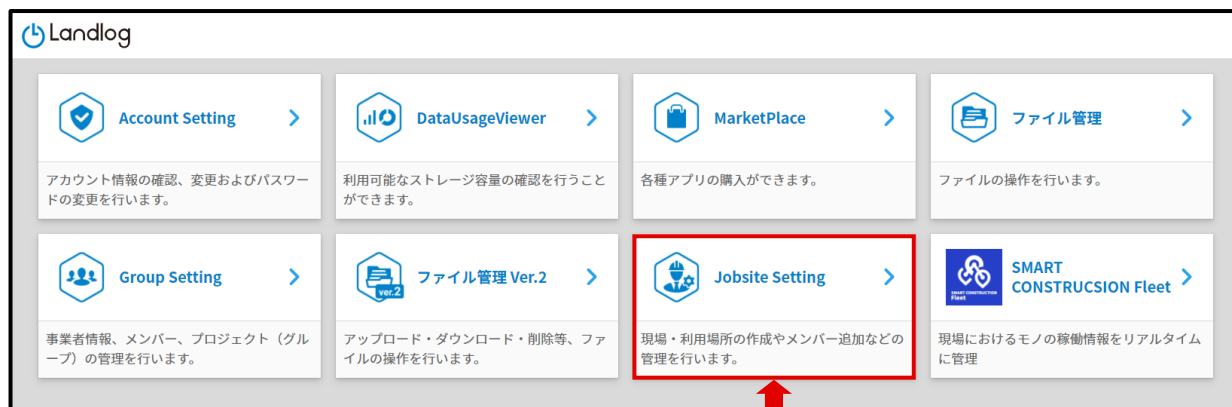 Landlog
Account Setting
アカウント情報の確認、変更およびパスワー
ドの変更を行います。
DataUsageViewer
利用可能なストレージ容量の確認を行うこと
ができます。
MarketPlace
各種アプリの購入ができます。
ファイル管理
ファイルの操作を行います。
Group Setting
事業者情報、メンバー、プロジェクト（グル
ープ）の管理を行います。
ver.2
ファイル管理 Ver.2
アップロード・ダウンロード・削除等、ファ
イルの操作を行います。
Jobsite Setting
現場・利用場所の作成やメンバー追加などの
管理を行います。
SMART CONSTRUCTION
Fleet
SMART
CONSTRUCSION Fleet
現場におけるモノの稼働情報をリアルタイム
に管理